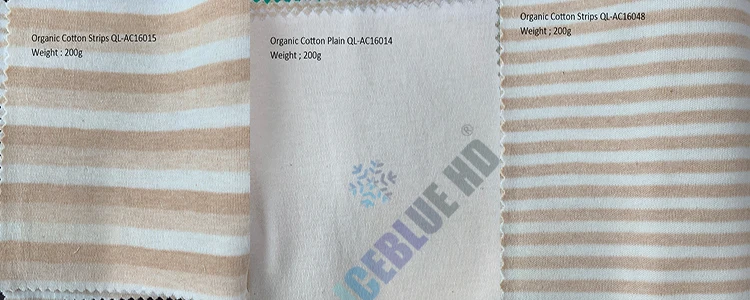 Organic Cotton Strips QL-AC16015
Weight : 200g
Organic Cotton Plain QL-AC16014
Weight ; 200g
Organic Cotton Strips QL-AC16048
Weight ; 200g
ICEBLUE HD®